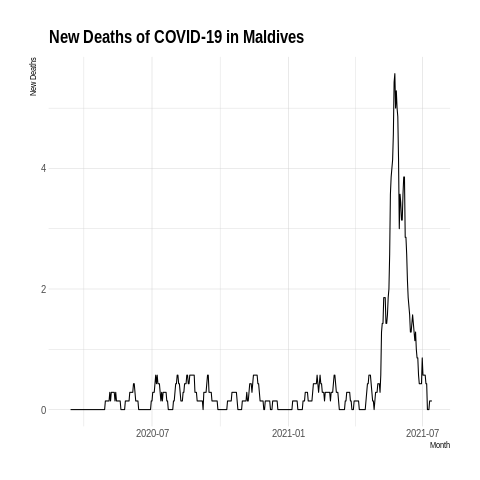 New Deaths of COVID-19 in Maldives
New Deaths
4
2
0
2020-07
2021-01
2021-07
Month